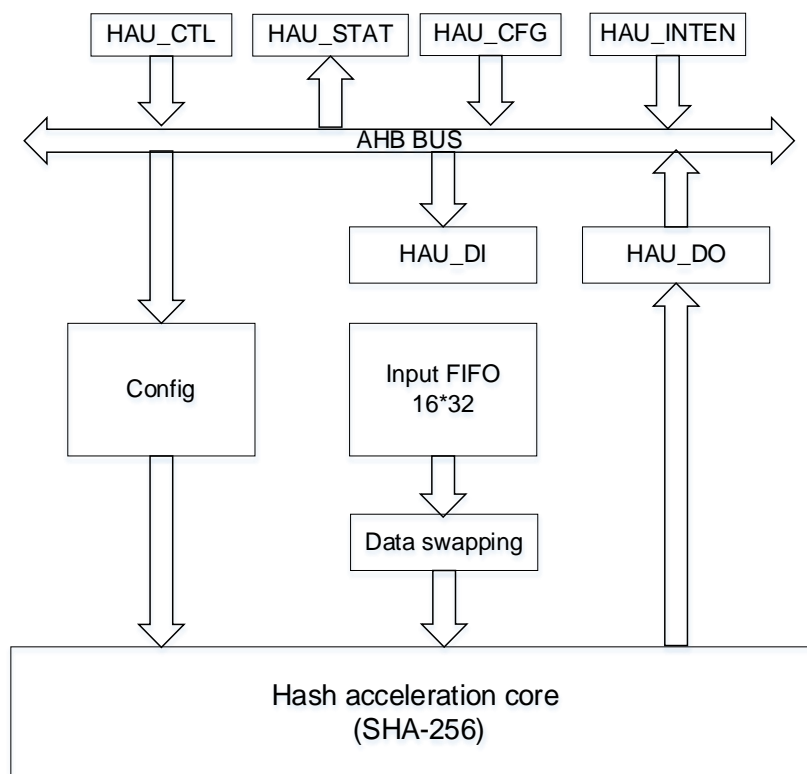 HAU_CTL
HAU_STAT
HAU_CFG
HAU_INTEN
AHB BUS
HAU_DI
HAU_DO
Config
Input FIFO
16*32
Data swapping
Hash acceleration core
(SHA-256)